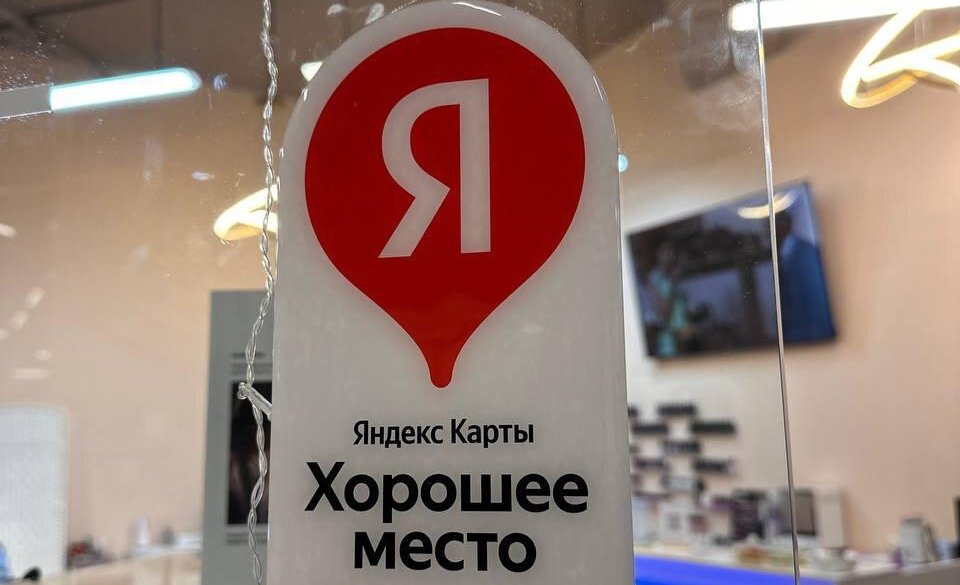 Я
Яндекс Карты
Хорошее
место